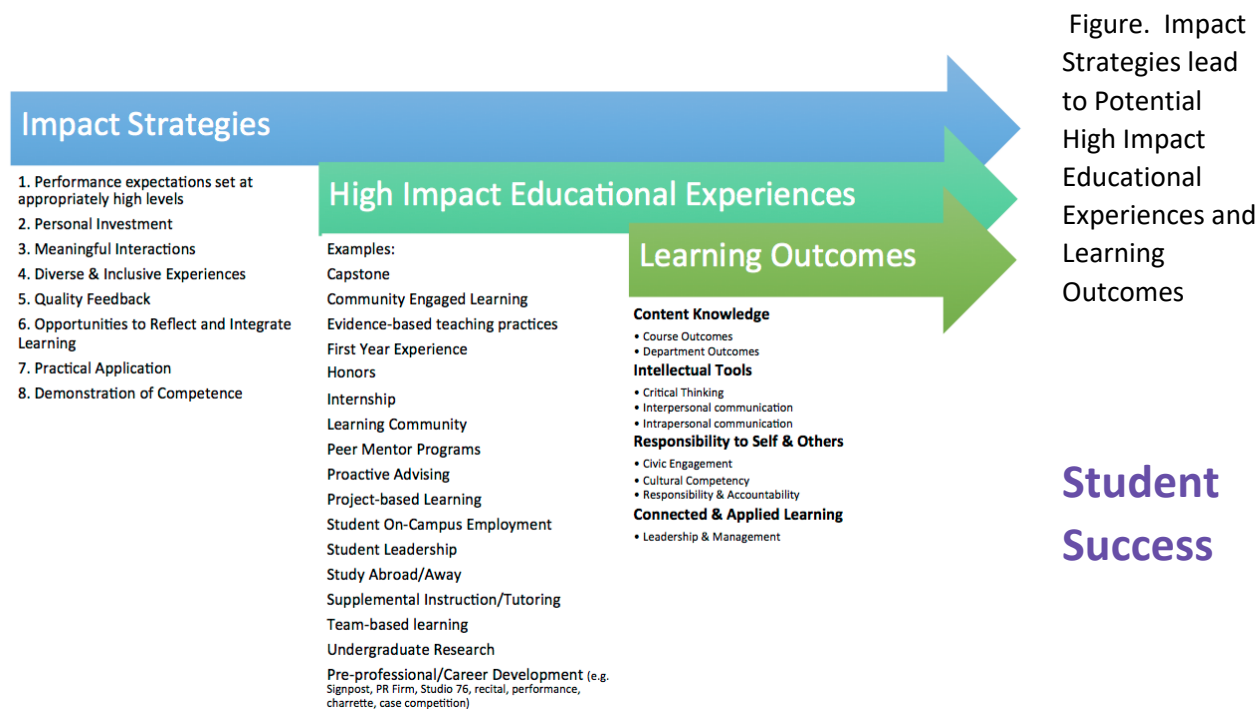 Impact Strategies
1. Performance expectations set at
appropriately high levels
2. Personal Investment
3. Meaningful Interactions
4. Diverse & Inclusive Experiences
5. Quality Feedback
6. Opportunities to Reflect and Integrate
Learning
7. Practical Application
8. Demonstration of Competence
High Impact Educational Experiences
Examples:
Capstone
Community Engaged Learning
Evidence-based teaching practices
First Year Experience
Honors
Internship
Learning Community
Peer Mentor Programs
Proactive Advising
Project-based Learning
Student On-Campus Employment
Student Leadership
Study Abroad/Away
Supplemental Instruction/Tutoring
Team-based learning
Undergraduate Research
Pre-professional/Career Development (e.g.
Signpost, PR Firm, Studio 76, recital, performance,
charrette, case competition)
Learning Outcomes
Content Knowledge
• Course Outcomes
• Department Outcomes
Intellectual Tools
• Critical Thinking
• Interpersonal communication
• Intrapersonal communication
Responsibility to Self & Others
• Civic Engagement
• Cultural Competency
• Responsibility & Accountability
Connected & Applied Learning
• Leadership & Management
Figure. Impact
Strategies lead
to Potential
High Impact
Educational
Experiences and
Learning
Outcomes
Student
Success